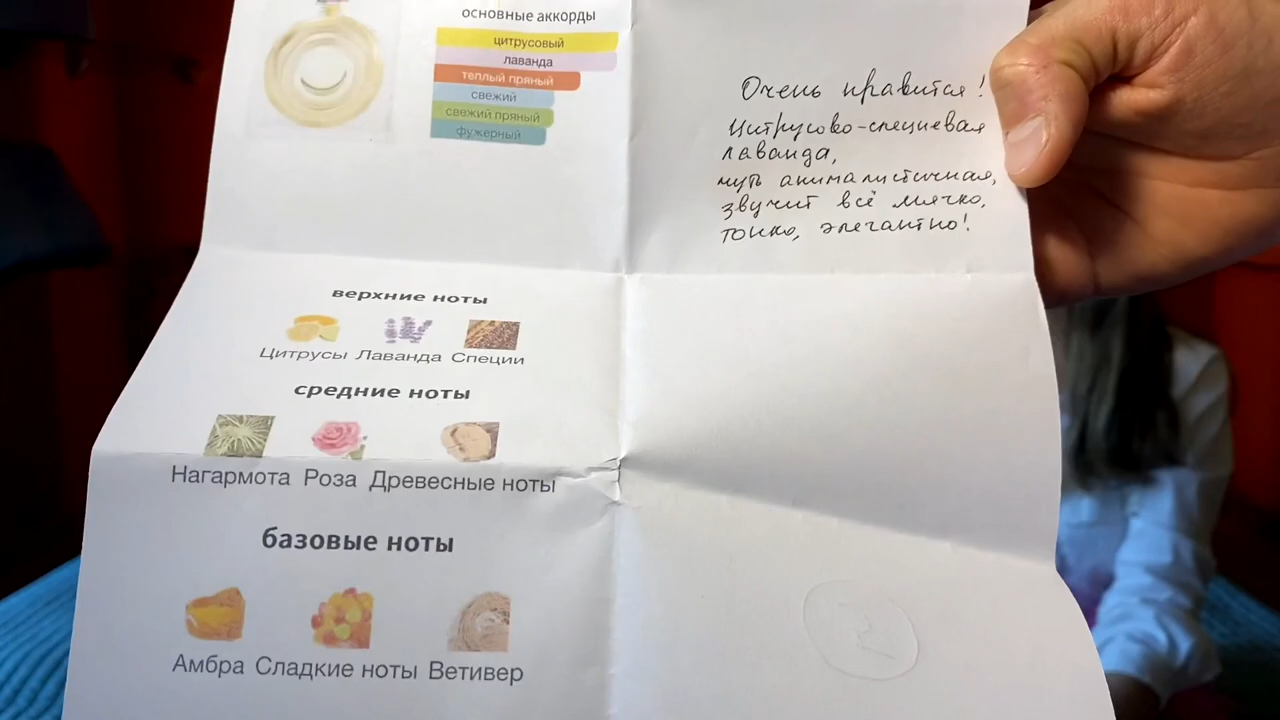 основные аккорды
цитрусовый
лаванда
теплый пряный
свежий
свежий пряный
фужерный
Очень нравится!
Цитрусово-специевая
лаванда,
чуть анималистичная,
звучит всё мягко,
тонко, элегантно!
верхние ноты
Цитрусы Лаванда Специи
средние ноты
Нагармота Роза Древесные ноты
базовые ноты
Амбра Сладкие ноты Ветивер